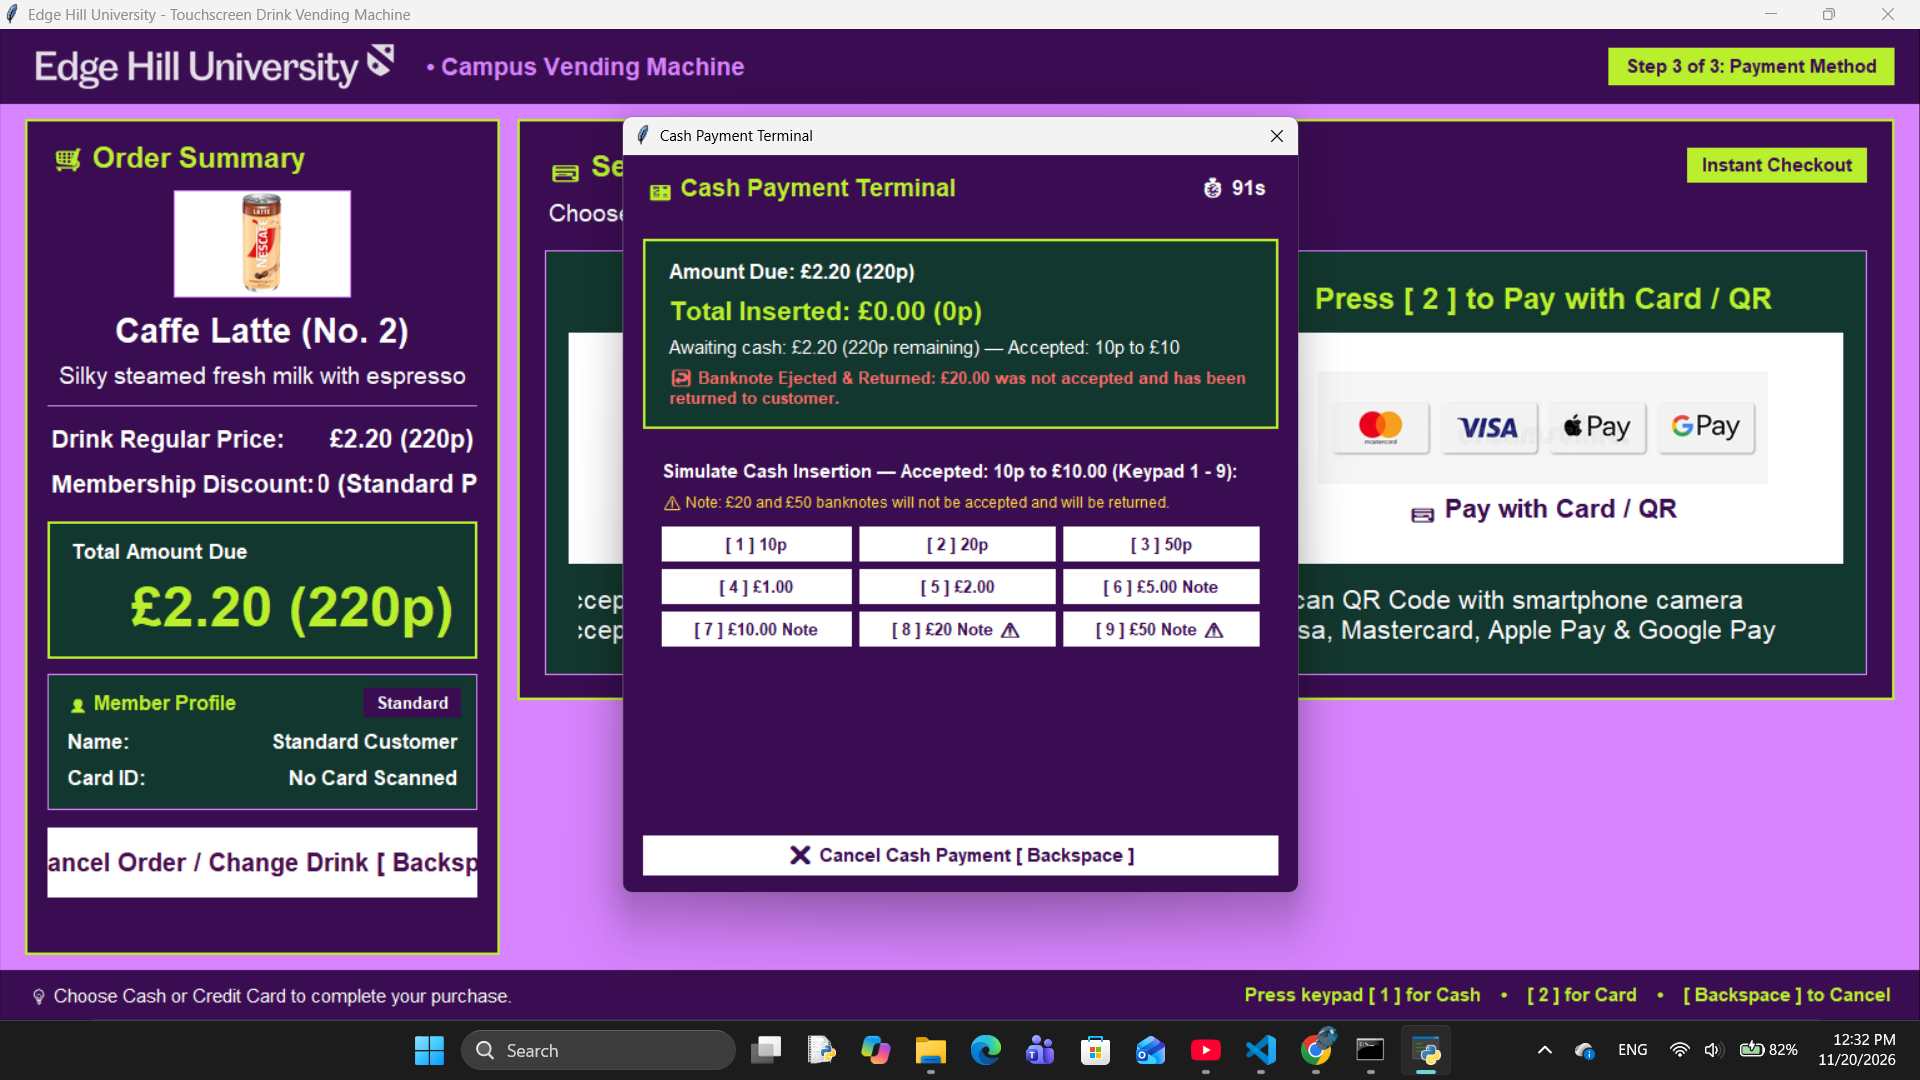 Edge Hill University - Touchscreen Drink Vending Machine
Edge Hill University
• Campus Vending Machine
Step 3 of 3: Payment Method
Order Summary
LATTE
NESCAFÉ
Caffe Latte (No. 2)
Silky steamed fresh milk with espresso
Drink Regular Price: £2.20 (220p)
Membership Discount: 0 (Standard P
Total Amount Due
£2.20 (220p)
Member Profile
Standard
Name: Standard Customer
Card ID: No Card Scanned
ancel Order / Change Drink [ Backsp
Se
Choose
Instant Checkout
ccep
ccep
Cash Payment Terminal
Cash Payment Terminal
91s
Amount Due: £2.20 (220p)
Total Inserted: £0.00 (0p)
Awaiting cash: £2.20 (220p remaining) — Accepted: 10p to £10
Banknote Ejected & Returned: £20.00 was not accepted and has been
returned to customer.
Simulate Cash Insertion — Accepted: 10p to £10.00 (Keypad 1 - 9):
⚠ Note: £20 and £50 banknotes will not be accepted and will be returned.
[ 1 ] 10p
[ 2 ] 20p
[ 3 ] 50p
[ 4 ] £1.00
[ 5 ] £2.00
[ 6 ] £5.00 Note
[ 7 ] £10.00 Note
[ 8 ] £20 Note ⚠
[ 9 ] £50 Note ⚠
Cancel Cash Payment [ Backspace ]
Press [ 2 ] to Pay with Card / QR
mastercard
VISA
Pay
G Pay
Pay with Card / QR
can QR Code with smartphone camera
sa, Mastercard, Apple Pay & Google Pay
Choose Cash or Credit Card to complete your purchase.
Press keypad [ 1 ] for Cash • [ 2 ] for Card • [ Backspace ] to Cancel
Search
ENG
82%
12:32 PM
11/20/2026